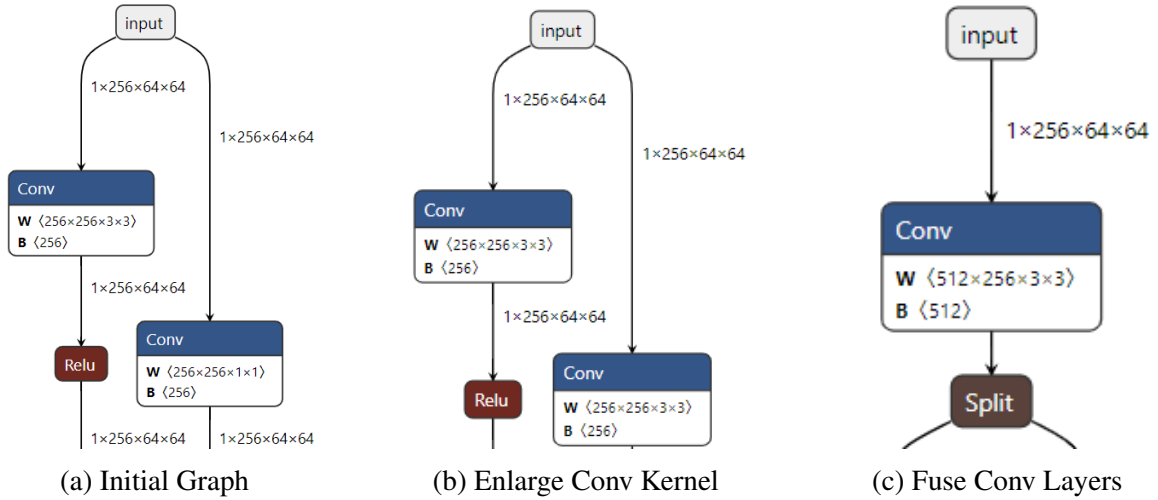 input
1×256×64×64
1×256×64×64
Conv
W ⟨256×256×3×3⟩
B ⟨256⟩
1×256×64×64
Relu
Conv
W ⟨256×256×1×1⟩
B ⟨256⟩
1×256×64×64
1×256×64×64
(a) Initial Graph
input
1×256×64×64
1×256×64×64
Conv
W ⟨256×256×3×3⟩
B ⟨256⟩
1×256×64×64
Relu
Conv
W ⟨256×256×3×3⟩
B ⟨256⟩
(b) Enlarge Conv Kernel
input
1×256×64×64
Conv
W ⟨512×256×3×3⟩
B ⟨512⟩
Split
(c) Fuse Conv Layers